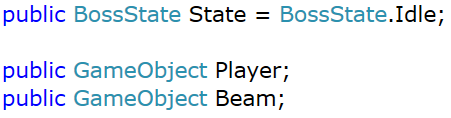 public BossState State = BossState.Idle;
public GameObject Player;
public GameObject Beam;